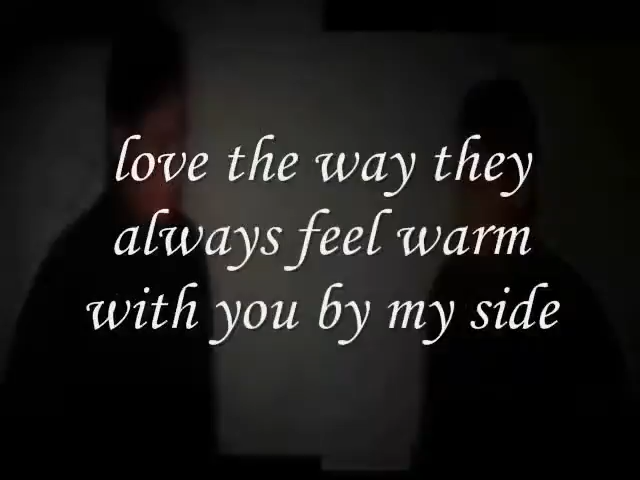 love the way they
always feel warm
with you by my side